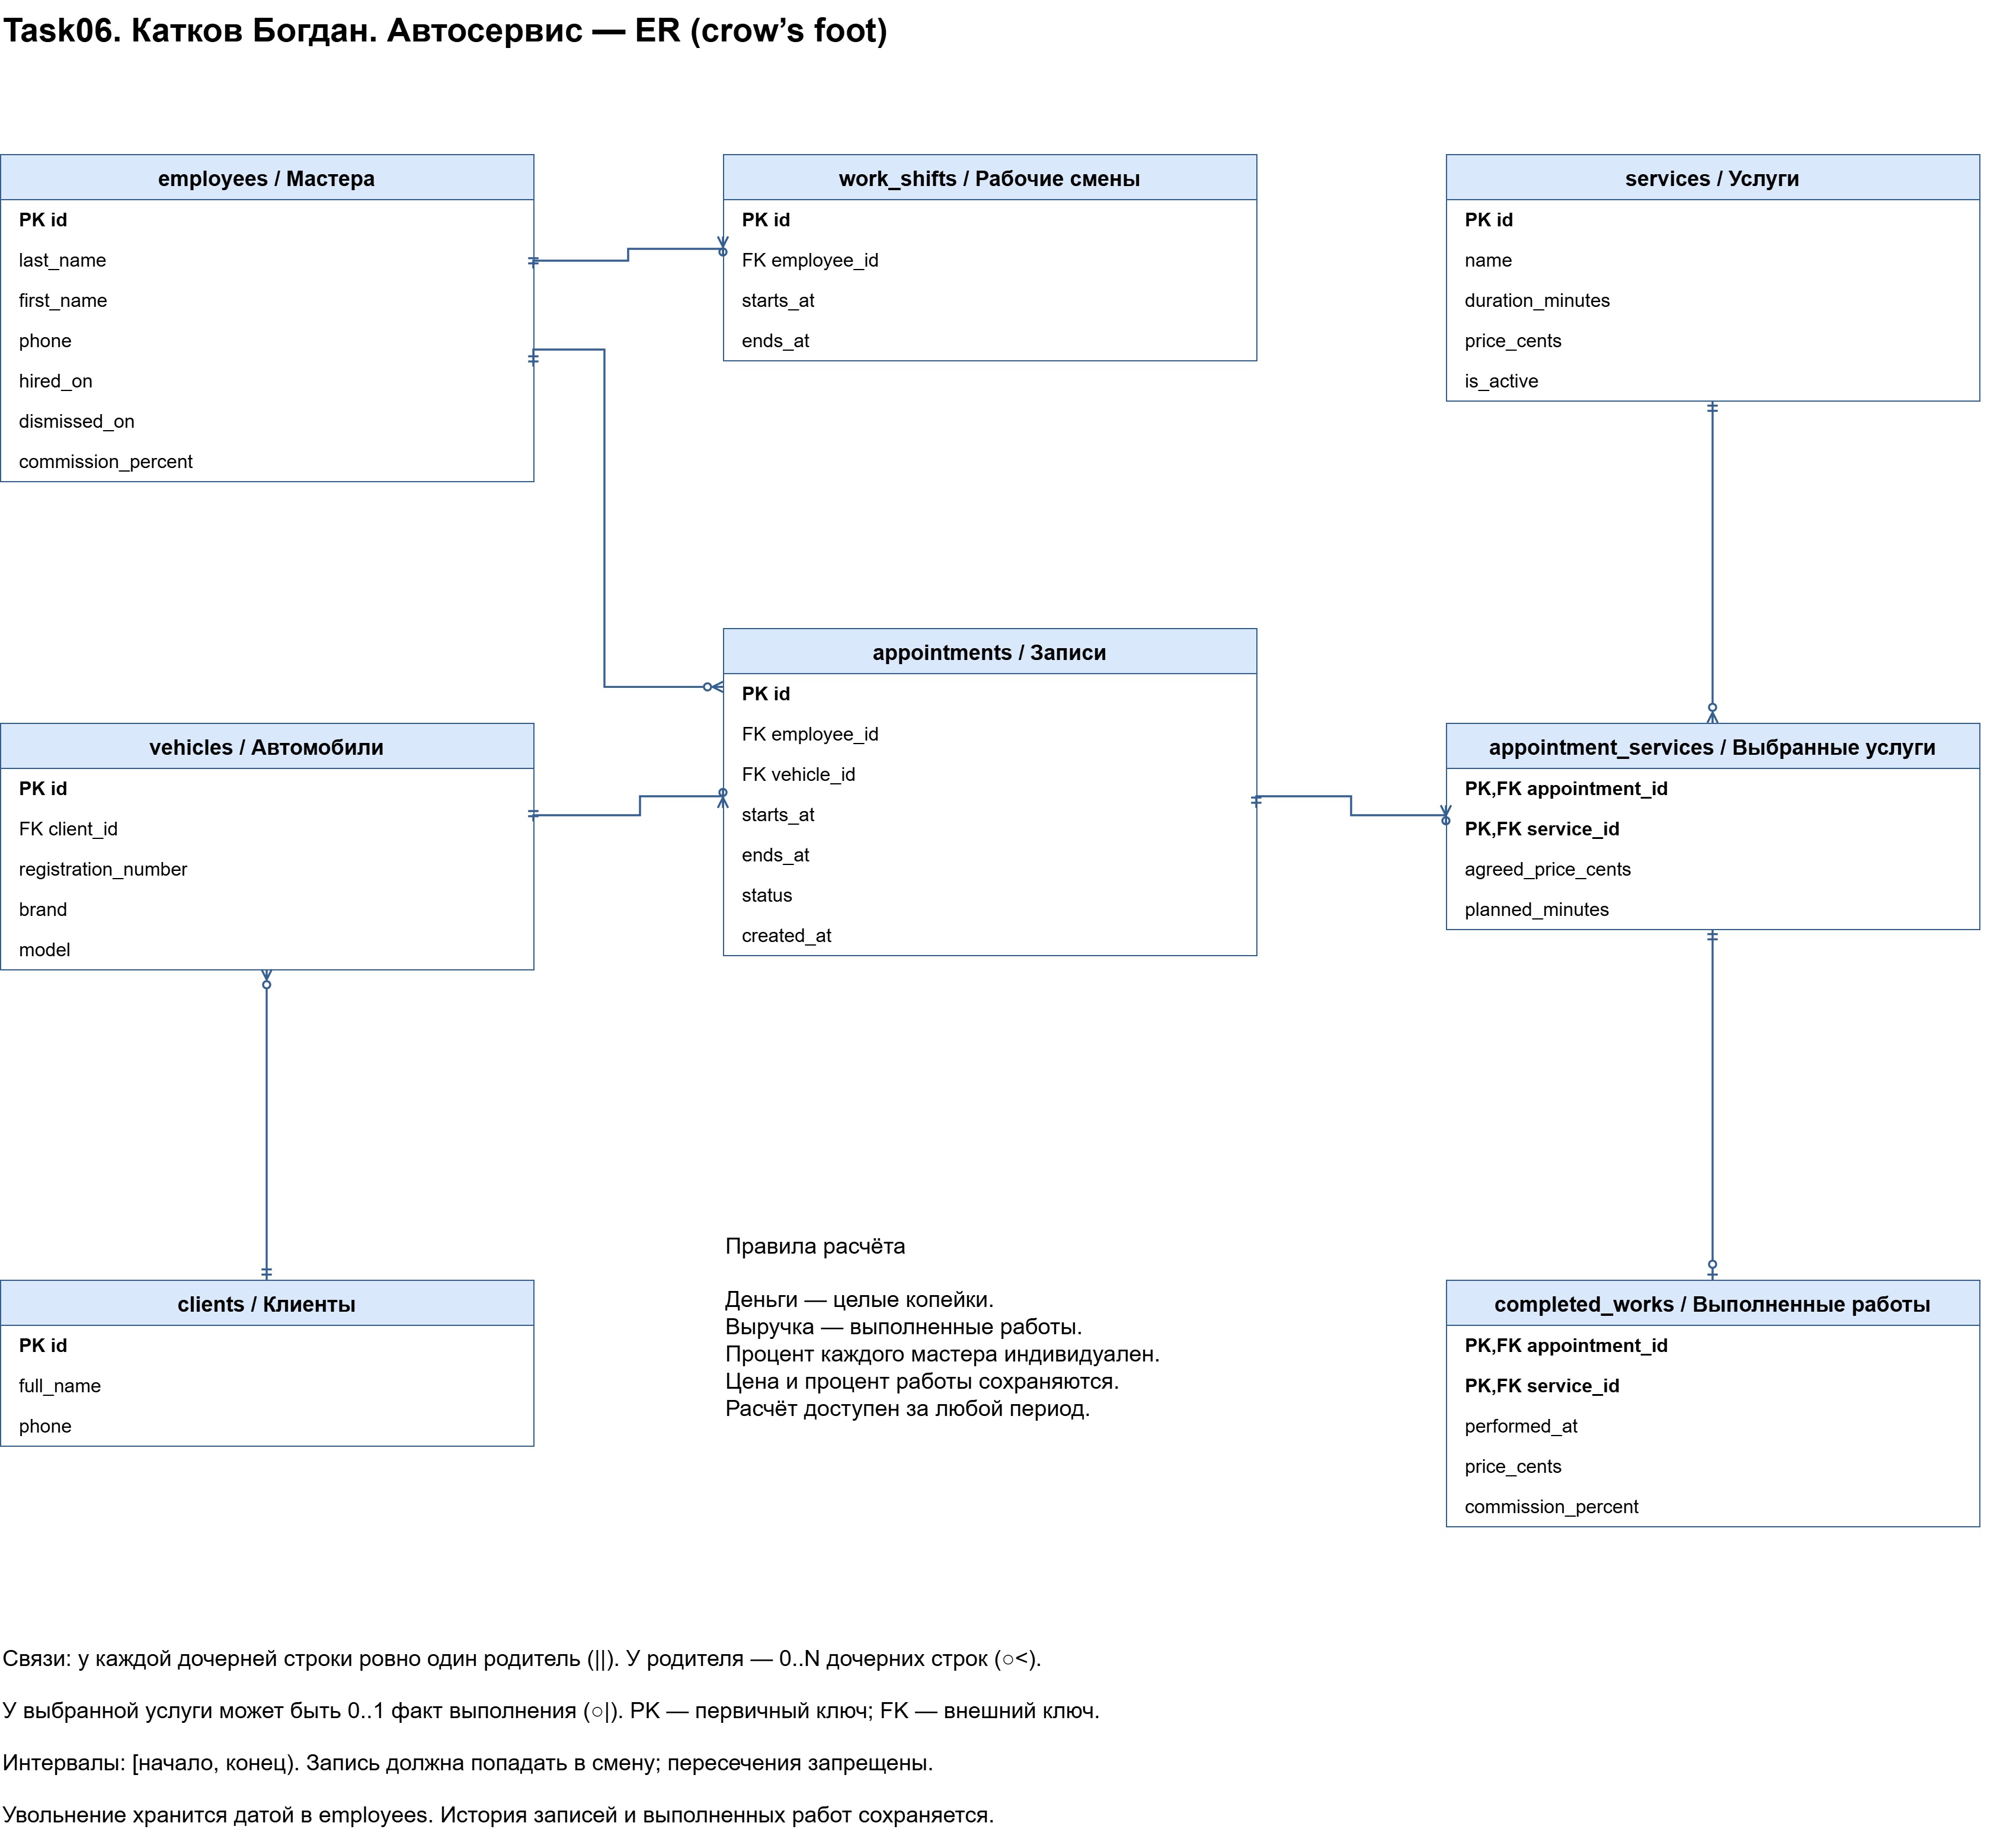 Task06. Катков Богдан. Автосервис — ER (crow’s foot)
employees / Мастера
PK id
last_name
first_name
phone
hired_on
dismissed_on
commission_percent
work_shifts / Рабочие смены
PK id
FK employee_id
starts_at
ends_at
services / Услуги
PK id
name
duration_minutes
price_cents
is_active
vehicles / Автомобили
PK id
FK client_id
registration_number
brand
model
appointments / Записи
PK id
FK employee_id
FK vehicle_id
starts_at
ends_at
status
created_at
appointment_services / Выбранные услуги
PK,FK appointment_id
PK,FK service_id
agreed_price_cents
planned_minutes
clients / Клиенты
PK id
full_name
phone
Правила расчёта
Деньги — целые копейки.
Выручка — выполненные работы.
Процент каждого мастера индивидуален.
Цена и процент работы сохраняются.
Расчёт доступен за любой период.
completed_works / Выполненные работы
PK,FK appointment_id
PK,FK service_id
performed_at
price_cents
commission_percent
Связи: у каждой дочерней строки ровно один родитель (||). У родителя — 0..N дочерних строк (○<).
У выбранной услуги может быть 0..1 факт выполнения (○|). PK — первичный ключ; FK — внешний ключ.
Интервалы: [начало, конец). Запись должна попадать в смену; пересечения запрещены.
Увольнение хранится датой в employees. История записей и выполненных работ сохраняется.